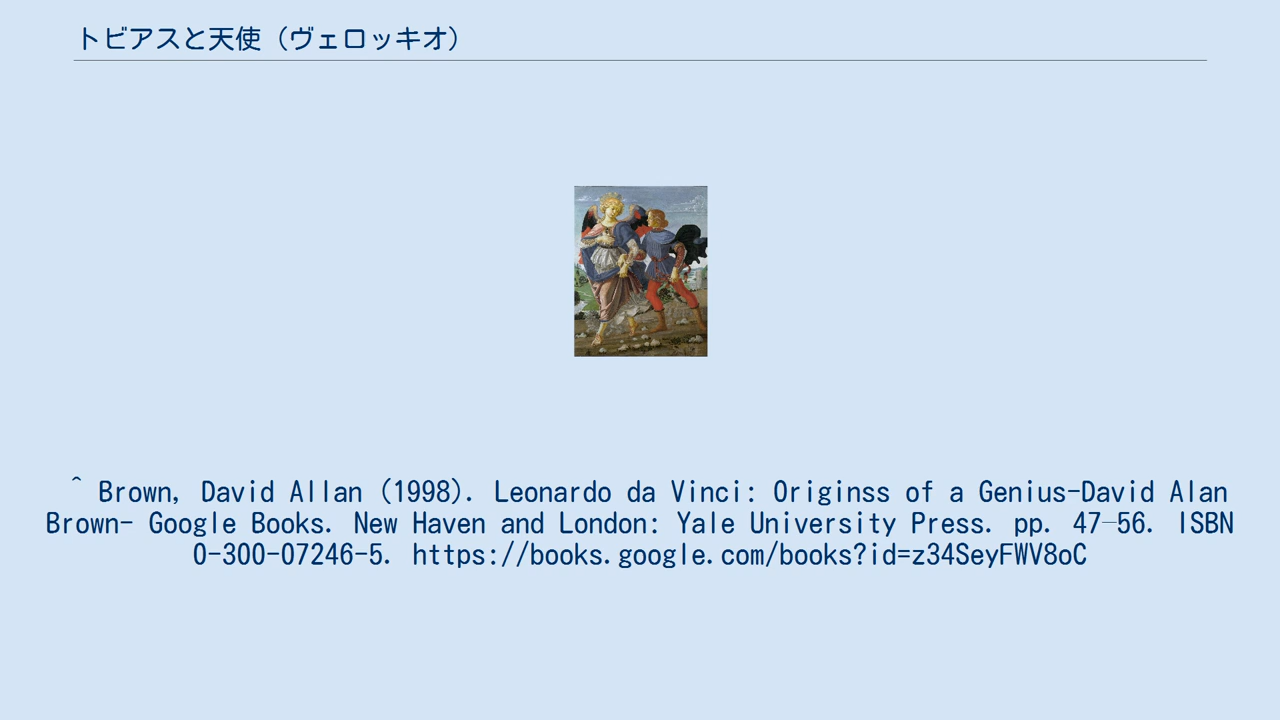 トビアスと天使（ヴェロッキオ）
^ Brown, David Allan (1998). Leonardo da Vinci: Originss of a Genius-David Alan
Brown- Google Books. New Haven and London: Yale University Press. pp. 47–56. ISBN
0-300-07246-5. https://books.google.com/books?id=z34SeyFWV8oC